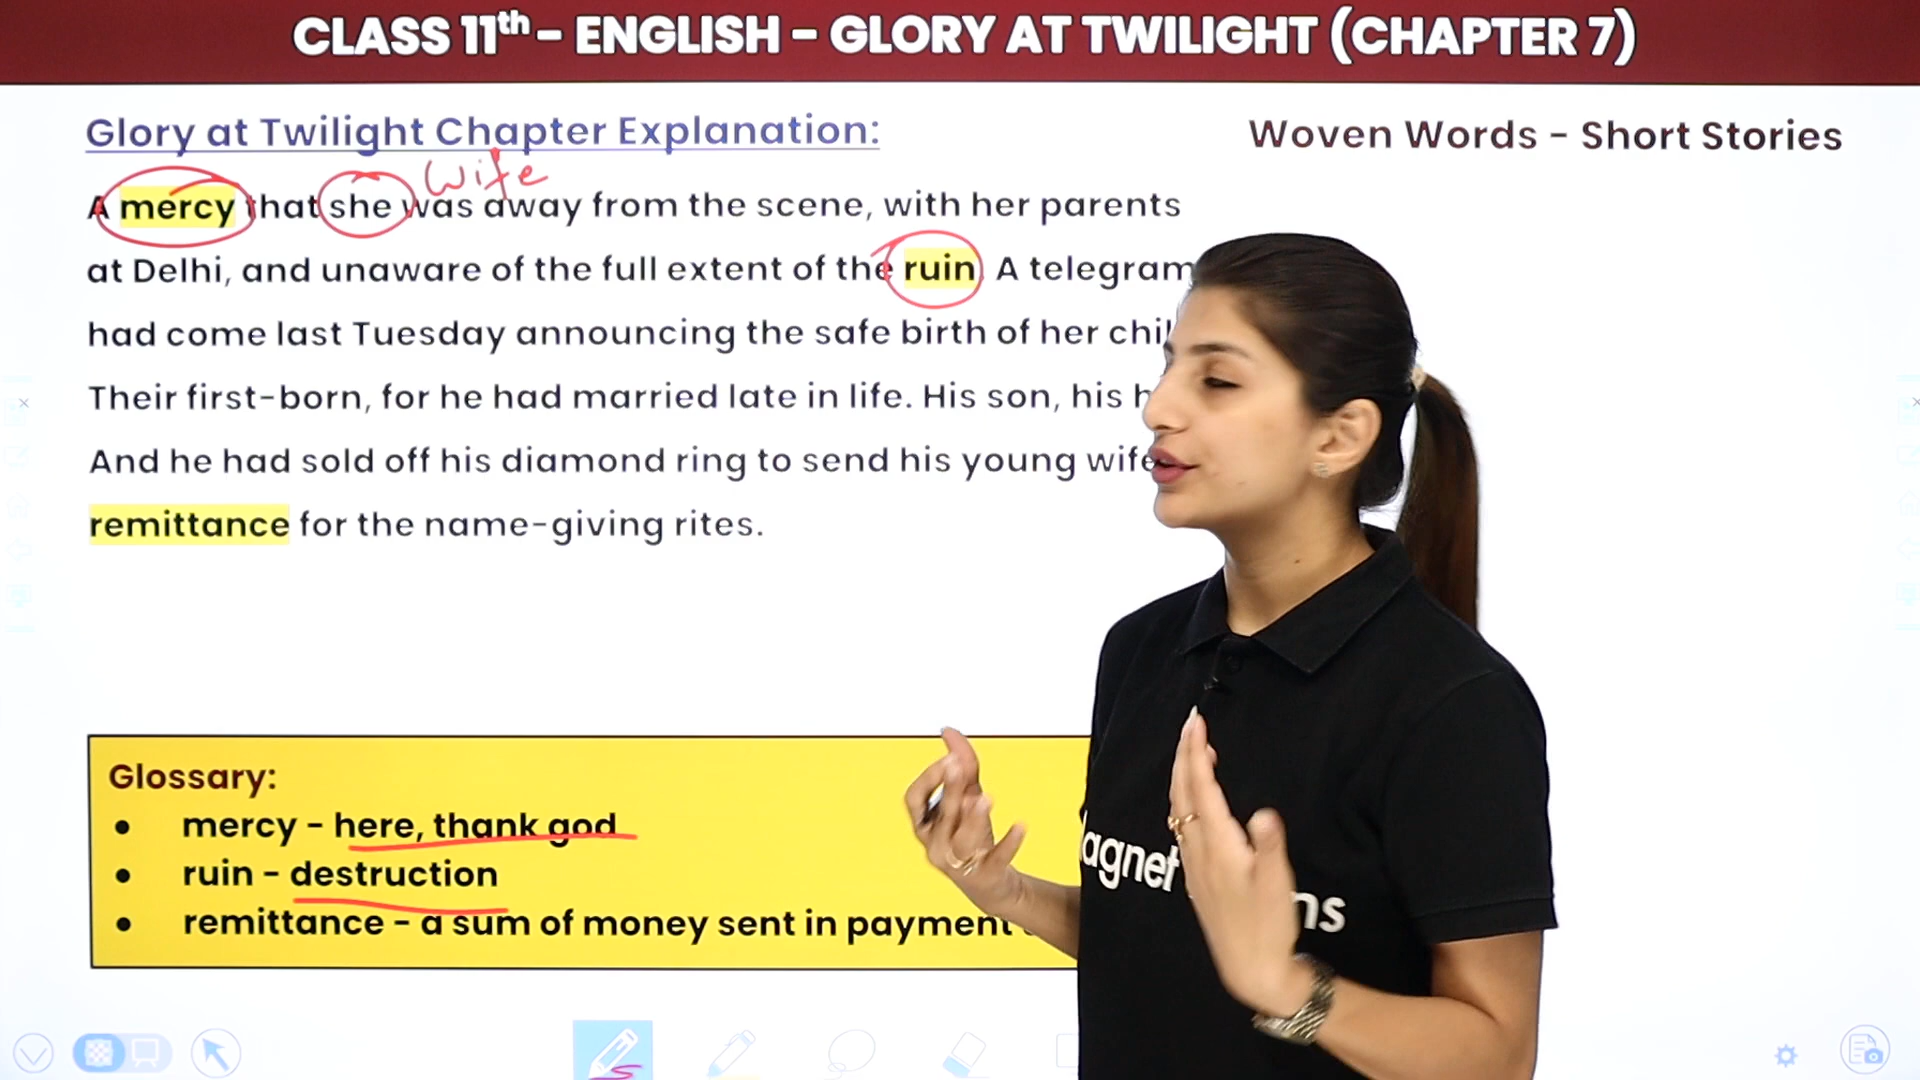 CLASS 11th - ENGLISH - GLORY AT TWILIGHT (CHAPTER 7)
Glory at Twilight Chapter Explanation:
Woven Words - Short Stories
Wife
A mercy that she was away from the scene, with her parents
at Delhi, and unaware of the full extent of the ruin. A telegram
had come last Tuesday announcing the safe birth of her
Their first-born, for he had married late in life. His son, his
And he had sold off his diamond ring to send his young wife
remittance for the name-giving rites.
Glossary:
• mercy - here, thank god
• ruin - destruction
• remittance - a sum of money sent in payment